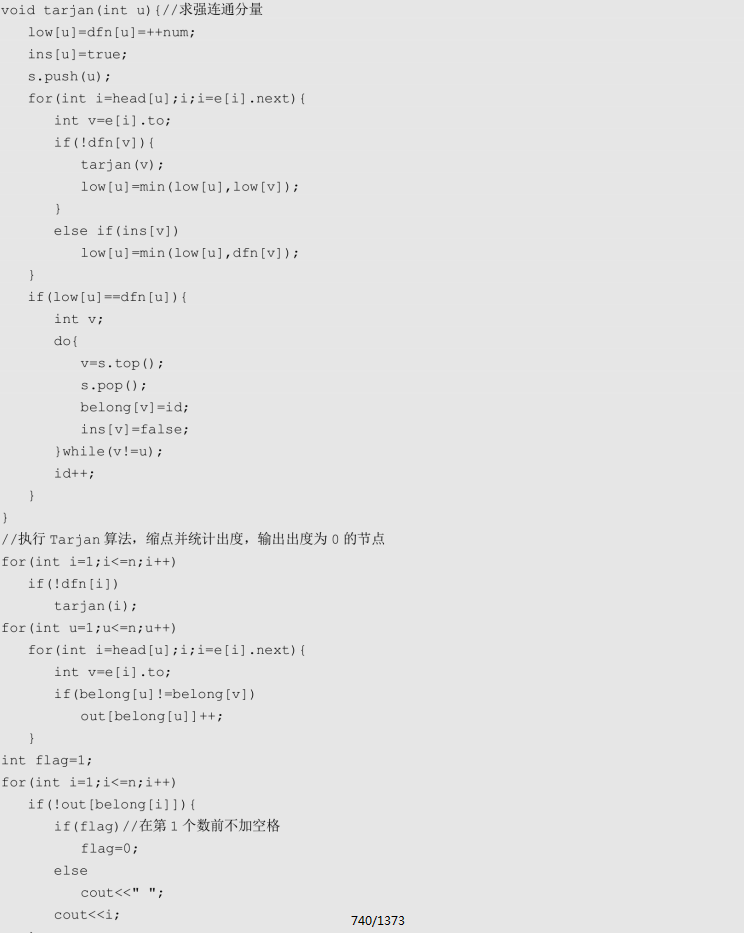 void tarjan(int u){//求强连通分量
low[u]=dfn[u]=++num;
ins[u]=true;
s.push(u);
for(int i=head[u];i;i=e[i].next){
int v=e[i].to;
if(!dfn[v]){
tarjan(v);
low[u]=min(low[u],low[v]);
}
else if(ins[v])
low[u]=min(low[u],dfn[v]);
}
if(low[u]==dfn[u]){
int v;
do{
v=s.top();
s.pop();
belong[v]=id;
ins[v]=false;
}while(v!=u);
id++;
}
}
//执行 Tarjan 算法，缩点并统计出度，输出出度为 0 的节点
for(int i=1;i<=n;i++)
if(!dfn[i])
tarjan(i);
for(int u=1;u<=n;u++)
for(int i=head[u];i;i=e[i].next){
int v=e[i].to;
if(belong[u]!=belong[v])
out[belong[u]]++;
}
int flag=1;
for(int i=1;i<=n;i++)
if(!out[belong[i]]){
if(flag)//在第 1 个数前不加空格
flag=0;
else
cout<<" ";
cout<<i;
740/1373